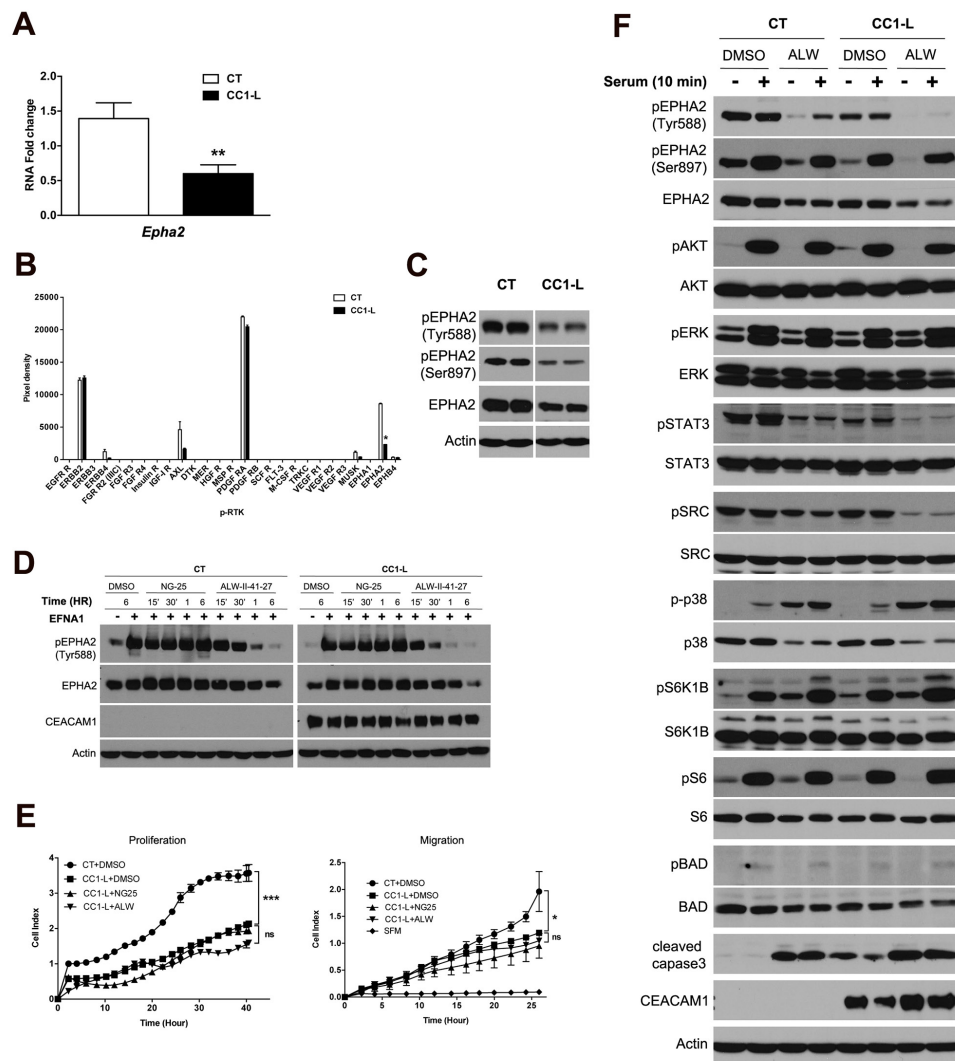 A
CT
CC1-L
RNA Fold change
2.0
1.5
1.0
0.5
0.0
**
Epha2
B
CT
CC1-L
Pixel density
25000
20000
15000
10000
5000
0
*
EGFR R
ERBB2
ERBB3
ERBB4
FGR R2 (IIIC)
FGF R3
FGF R4
Insulin R
IGF-I R
AXL
DTK
MER
HGF R
MSP R
PDGF RA
PDGF RB
SCF R
FLT-3
M-CSF R
TRKC
VEGF R1
VEGF R2
VEGF R3
MUSK
EPHA1
EPHA2
EPHB4
p-RTK
C
CT CC1-L
pEPHA2
(Tyr588)
pEPHA2
(Ser897)
EPHA2
Actin
D
CT CC1-L
DMSO NG-25 ALW-II-41-27 DMSO NG-25 ALW-II-41-27
Time (HR) 6 15' 30' 1 6 15' 30' 1 6 6 15' 30' 1 6 15' 30' 1 6
EFNA1 - + + + + + + + + + - + + + + + + + + +
pEPHA2
(Tyr588)
EPHA2
CEACAM1
Actin
E
Proliferation
CT+DMSO
CC1-L+DMSO
CC1-L+NG25
CC1-L+ALW
Cell Index
4
3
2
1
0
0 10 20 30 40 50
Time (Hour)
***
ns
Migration
CT+DMSO
CC1-L+DMSO
CC1-L+NG25
CC1-L+ALW
SFM
Cell Index
2.5
2.0
1.5
1.0
0.5
0.0
0 5 10 15 20 25
Time (Hour)
*
ns
F
CT CC1-L
DMSO ALW DMSO ALW
Serum (10 min) - + - + - + - +
pEPHA2
(Tyr588)
pEPHA2
(Ser897)
EPHA2
pAKT
AKT
pERK
ERK
pSTAT3
STAT3
pSRC
SRC
p-p38
p38
pS6K1B
S6K1B
pS6
S6
pBAD
BAD
cleaved
capase3
CEACAM1
Actin